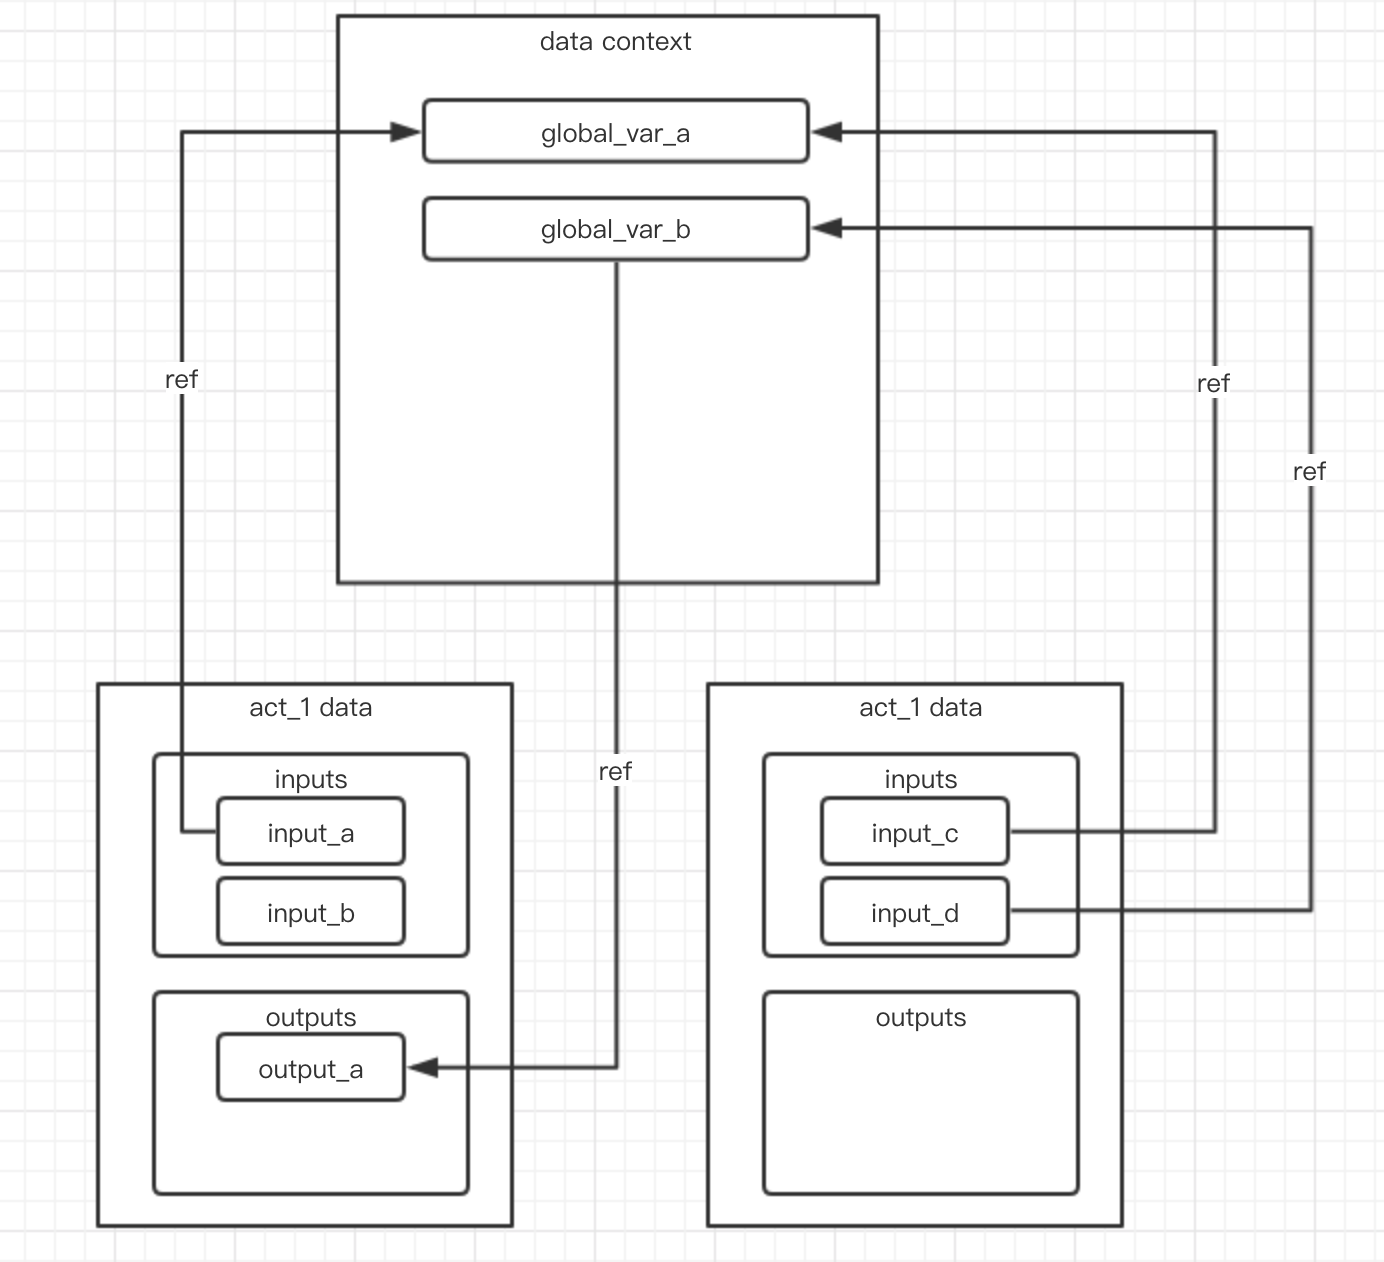 data context
global_var_a
global_var_b
ref
ref
ref
act_1 data
act_1 data
ref
inputs
inputs
input_a
input_c
input_b
input_d
outputs
outputs
output_a